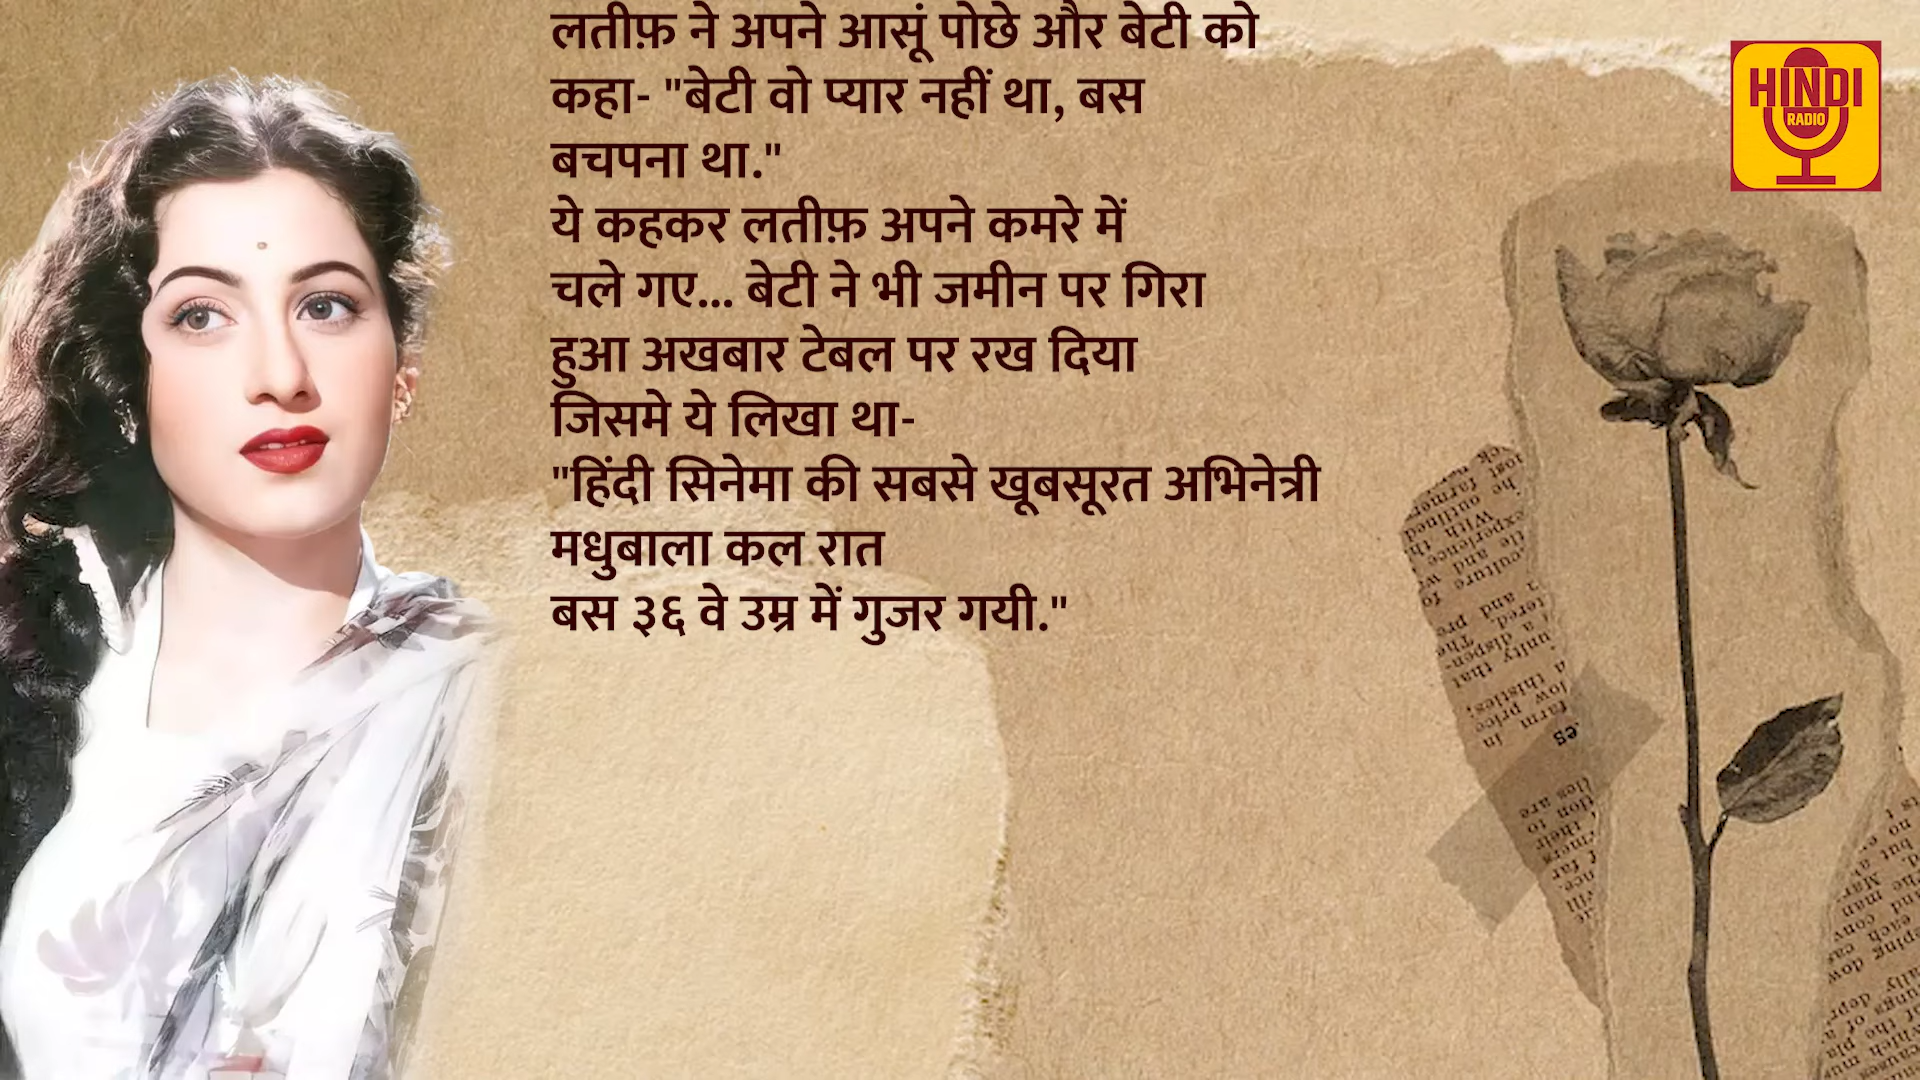 लतीफ़ ने अपने आसूं पोछे और बेटी को
कहा- "बेटी वो प्यार नहीं था, बस
बचपना था."
ये कहकर लतीफ़ अपने कमरे में
चले गए... बेटी ने भी जमीन पर गिरा
हुआ अखबार टेबल पर रख दिया
जिसमे ये लिखा था-
"हिंदी सिनेमा की सबसे खूबसूरत अभिनेत्री
मधुबाला कल रात
बस ३६ वे उम्र में गुजर गयी."
HINDI
RADIO